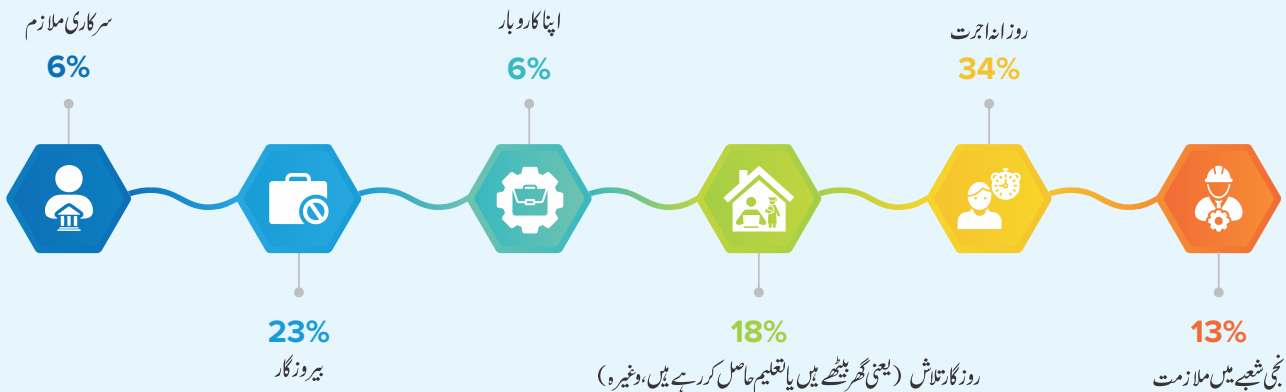 سرکاری ملازم
6%
اپنا کاروبار
6%
روزانہ اجرت
34%
23%
بیروزگار
18%
روزگار تلاش (یعنی گھر بیٹھے ہیں یا تعلیم حاصل کر رہے ہیں، وغیرہ)
13%
نجی شعبے میں ملازمت